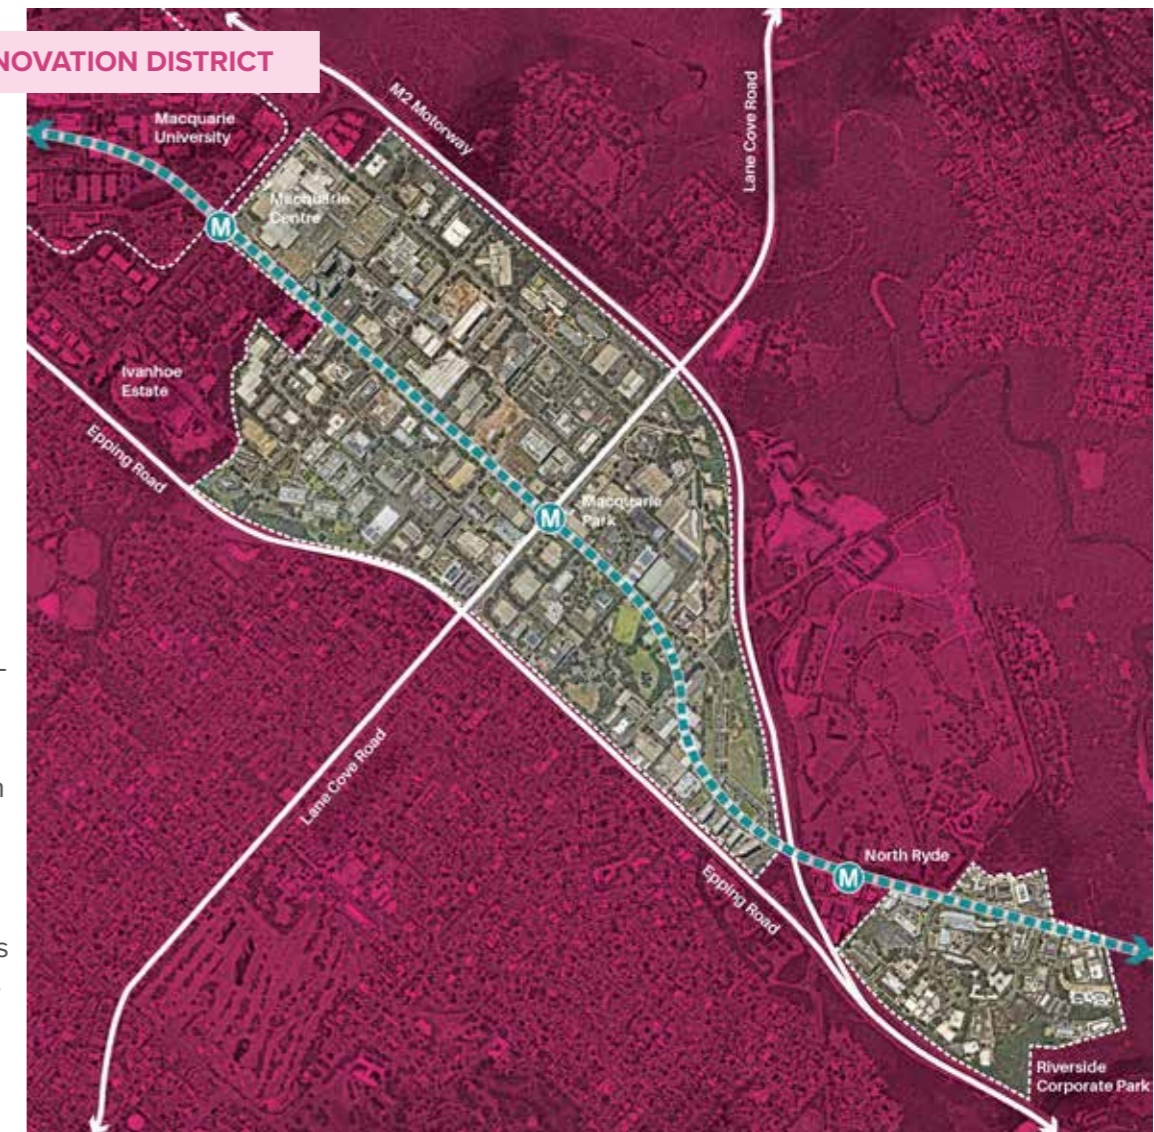 NOVATION DISTRICT
Macquarie
University
M2 Motorway
Lane Cove Road
Macquarie
Centre
M
Ivanhoe
Estate
Epping Road
M
Macquarie
Park
Lane Cove Road
North Ryde
M
Epping Road
Riverside
Corporate Park